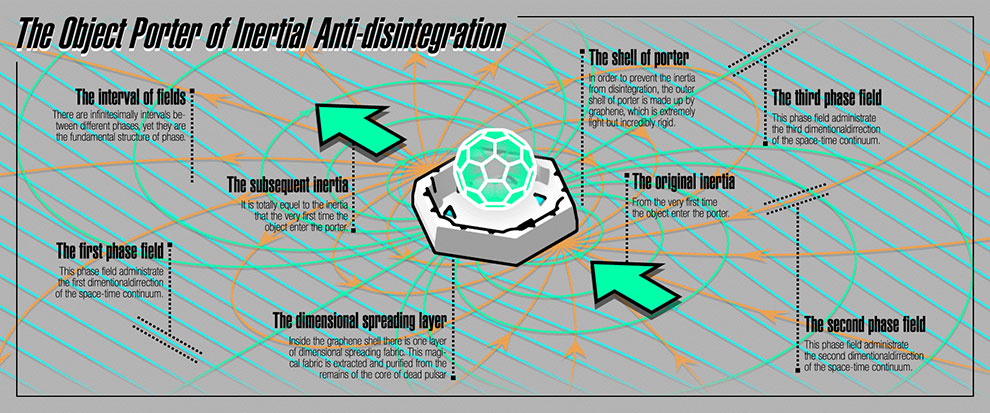 The Object Porter of Inertial Anti-disintegration
The interval of fields
There are infinitesimally intervals be-
tween different phases, yet they are
the fundamental structure of phase.
The subsequent inertia
It is totally equel to the inertia
that the very first time the
object enter the porter.
The first phase field
This phase field administrate
the first dimentionaldirrection
of the space-time continuum.
The dimensional spreading layer
Inside the graphene shell there is one layer
of dimensional spreading fabric. This magi-
cal fabric is extracted and purified from the
remains of the core of dead pulsar
The shell of porter
In order to prevent the inertia
from disintegration, the outer
shell of porter is made up by
graphene, which is extremely
light but incredibly rigid.
The third phase field
This phase field administrate
the third dimentionaldirection
of the space-time continuum.
The original inertia
From the very first time
the object enter the porter.
The second phase field
This phase field administrate
the second dimentionaldirection
of the space-time continuum.